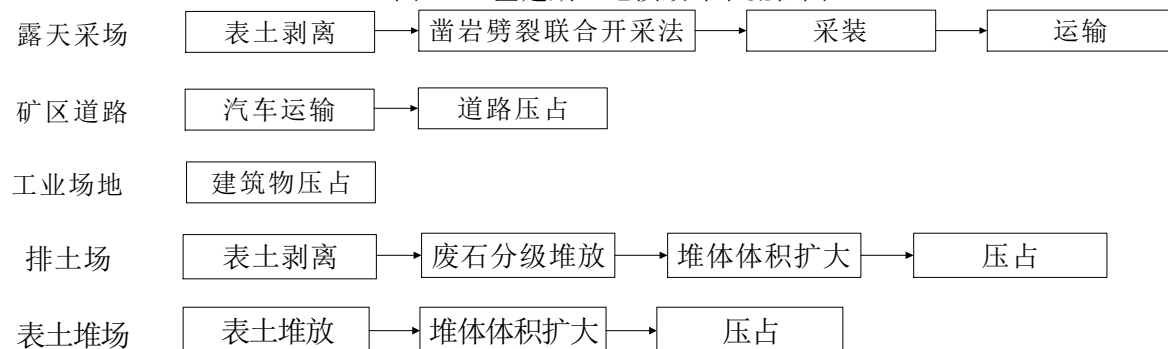 露天采场 表土剥离 凿岩劈裂联合开采法 采装 运输
矿区道路 汽车运输 道路压占
工业场地 建筑物压占
排土场 表土剥离 废石分级堆放 堆体体积扩大 压占
表土堆场 表土堆放 堆体体积扩大 压占